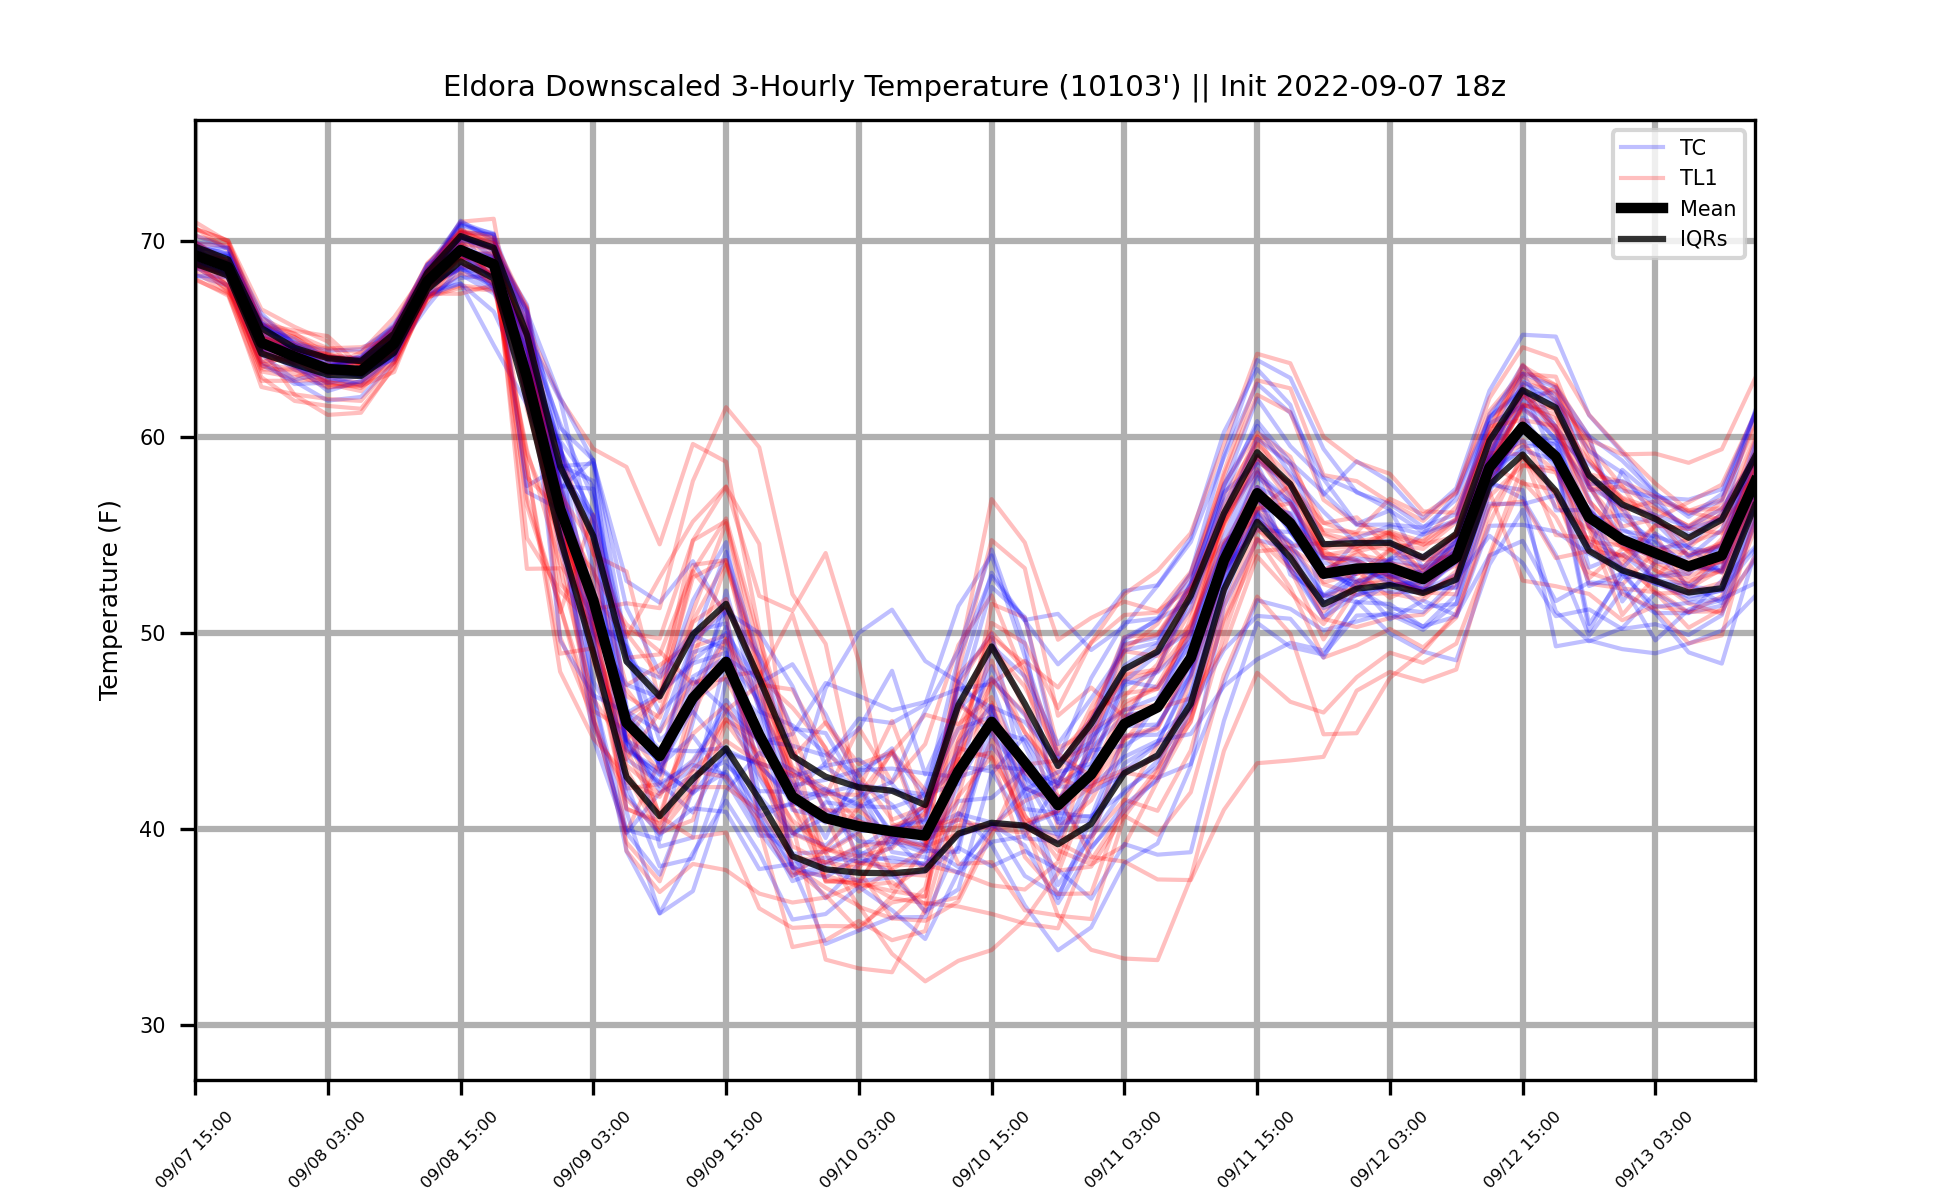 Eldora Downscaled 3-Hourly Temperature (10103') || Init 2022-09-07 18z
TC
TL1
Mean
IQRs
Temperature (F)
70
60
50
40
30
09/07 15:00
09/08 03:00
09/08 15:00
09/09 03:00
09/09 15:00
09/10 03:00
09/10 15:00
09/11 03:00
09/11 15:00
09/12 03:00
09/12 15:00
09/13 03:00